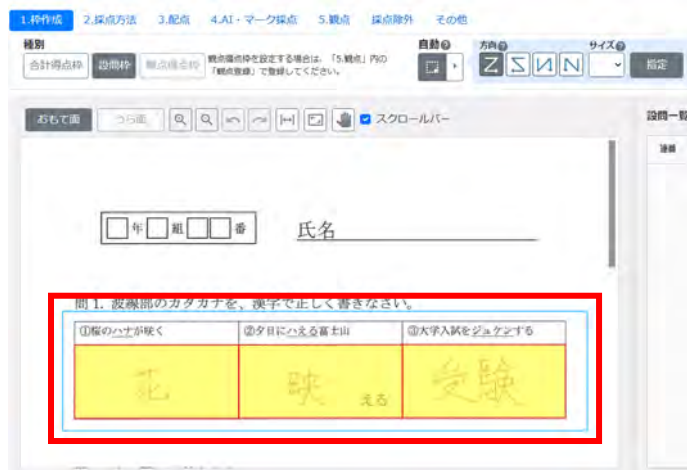 1.枠作成 2.採点方法 3.配点 4.AI・マーク採点 5.観点 採点除外 その他
種別
合計得点枠 設問枠 観点得点枠
観点得点枠を設定する場合は、「5.観点」内の
「観点登録」で登録してください。
自動 方向 サイズ
指定
おもて面 うら面 スクロールバー
設問一覧
年 組 番 氏名
問 1. 波線部のカタカナを、漢字で正しく書きなさい。
①桜のハナが咲く ②夕日にハえる富士山 ③大学入試をジュケンする
花 映 える 受験